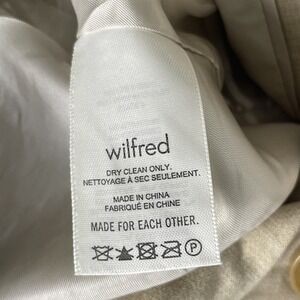 wilfred
DRY CLEAN ONLY.
NETTOYAGE À SEC SEULEMENT.
MADE IN CHINA
FABRIQUÉ EN CHINE
MADE FOR EACH OTHER.
P